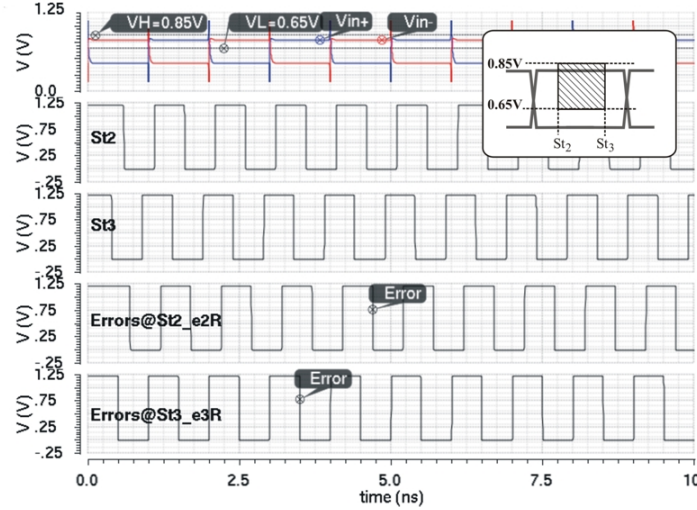 1.25
VH=0.85V
VL=0.65V
Vin+
Vin-
V (V)
0.0
0.85V
0.65V
St2
St3
1.25
.75
St2
.25
-.25
V (V)
1.25
.75
St3
.25
-.25
V (V)
1.25
Error
.75
Errors@St2_e2R
.25
-.25
V (V)
1.25
Error
.75
Errors@St3_e3R
.25
-.25
V (V)
0.0 2.5 5.0 7.5 10
time (ns)